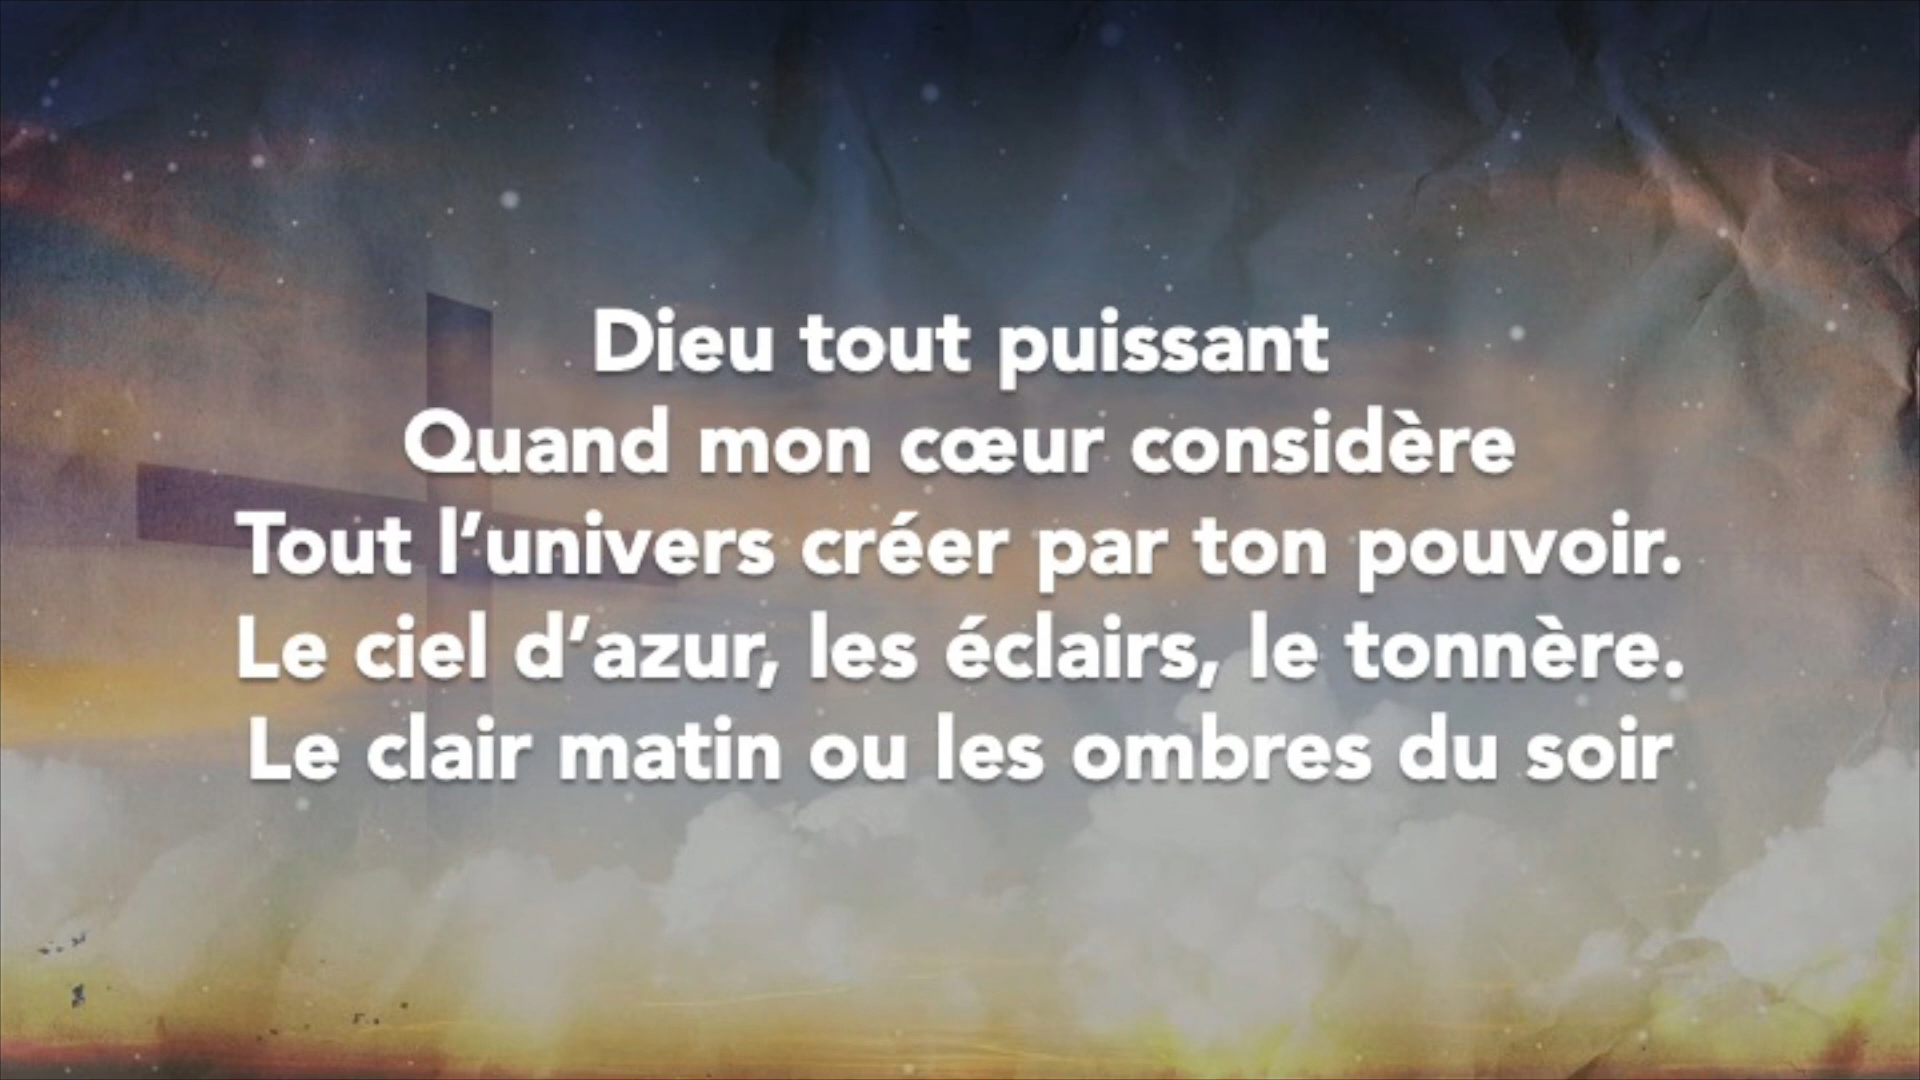 Dieu tout puissant
Quand mon cœur considère
Tout l’univers créer par ton pouvoir.
Le ciel d’azur, les éclairs, le tonnère.
Le clair matin ou les ombres du soir